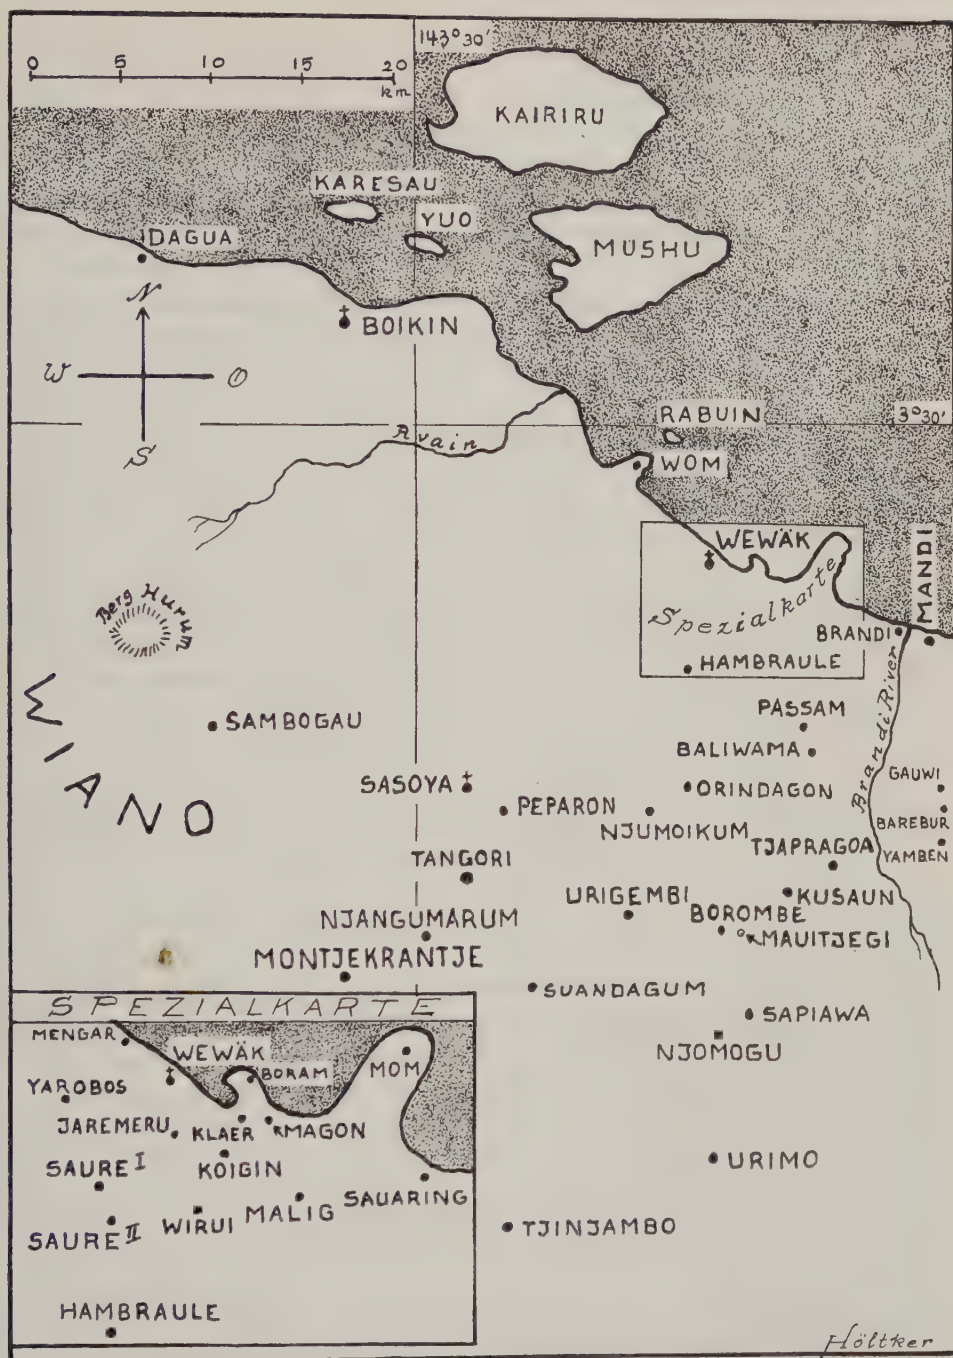 143° 30'
0 5 10 15 20
km
KAIRIRU
KARESAU
YUO
MUSHU
DAGUA
N
W O
S
BOIKIN
3° 30'
RABUIN
Avain
WOM
WEWÄK
MANDI
Spezialkarte
BRANDI
HAMBRAULE
Berg Hurum
Brandi River
WIANO
SAMBOGAU
PASSAM
BALIWAMA
SASOYA
ORINDAGON
GAUWI
PEPARON
NJUMOIKUM
BAREBUR
TJAPRAGOA
YAMBEN
TANGORI
URIGEMBI
KUSAUN
BOROMBE
NJANGUMARUM
MAUITJEGI
MONTJEKRANTJE
SUANDAGUM
SAPIAWA
NJOMOGU
URIMO
TJINJAMBO
SPEZIALKARTE
MENGAR
WEWÄK
BORAM
MOM
YAROBOS
JAREMERU
KLAER
MAGON
SAURE I
KOIGIN
SAUARING
WIRUI
MALIG
SAURE II
HAMBRAULE
Höltker